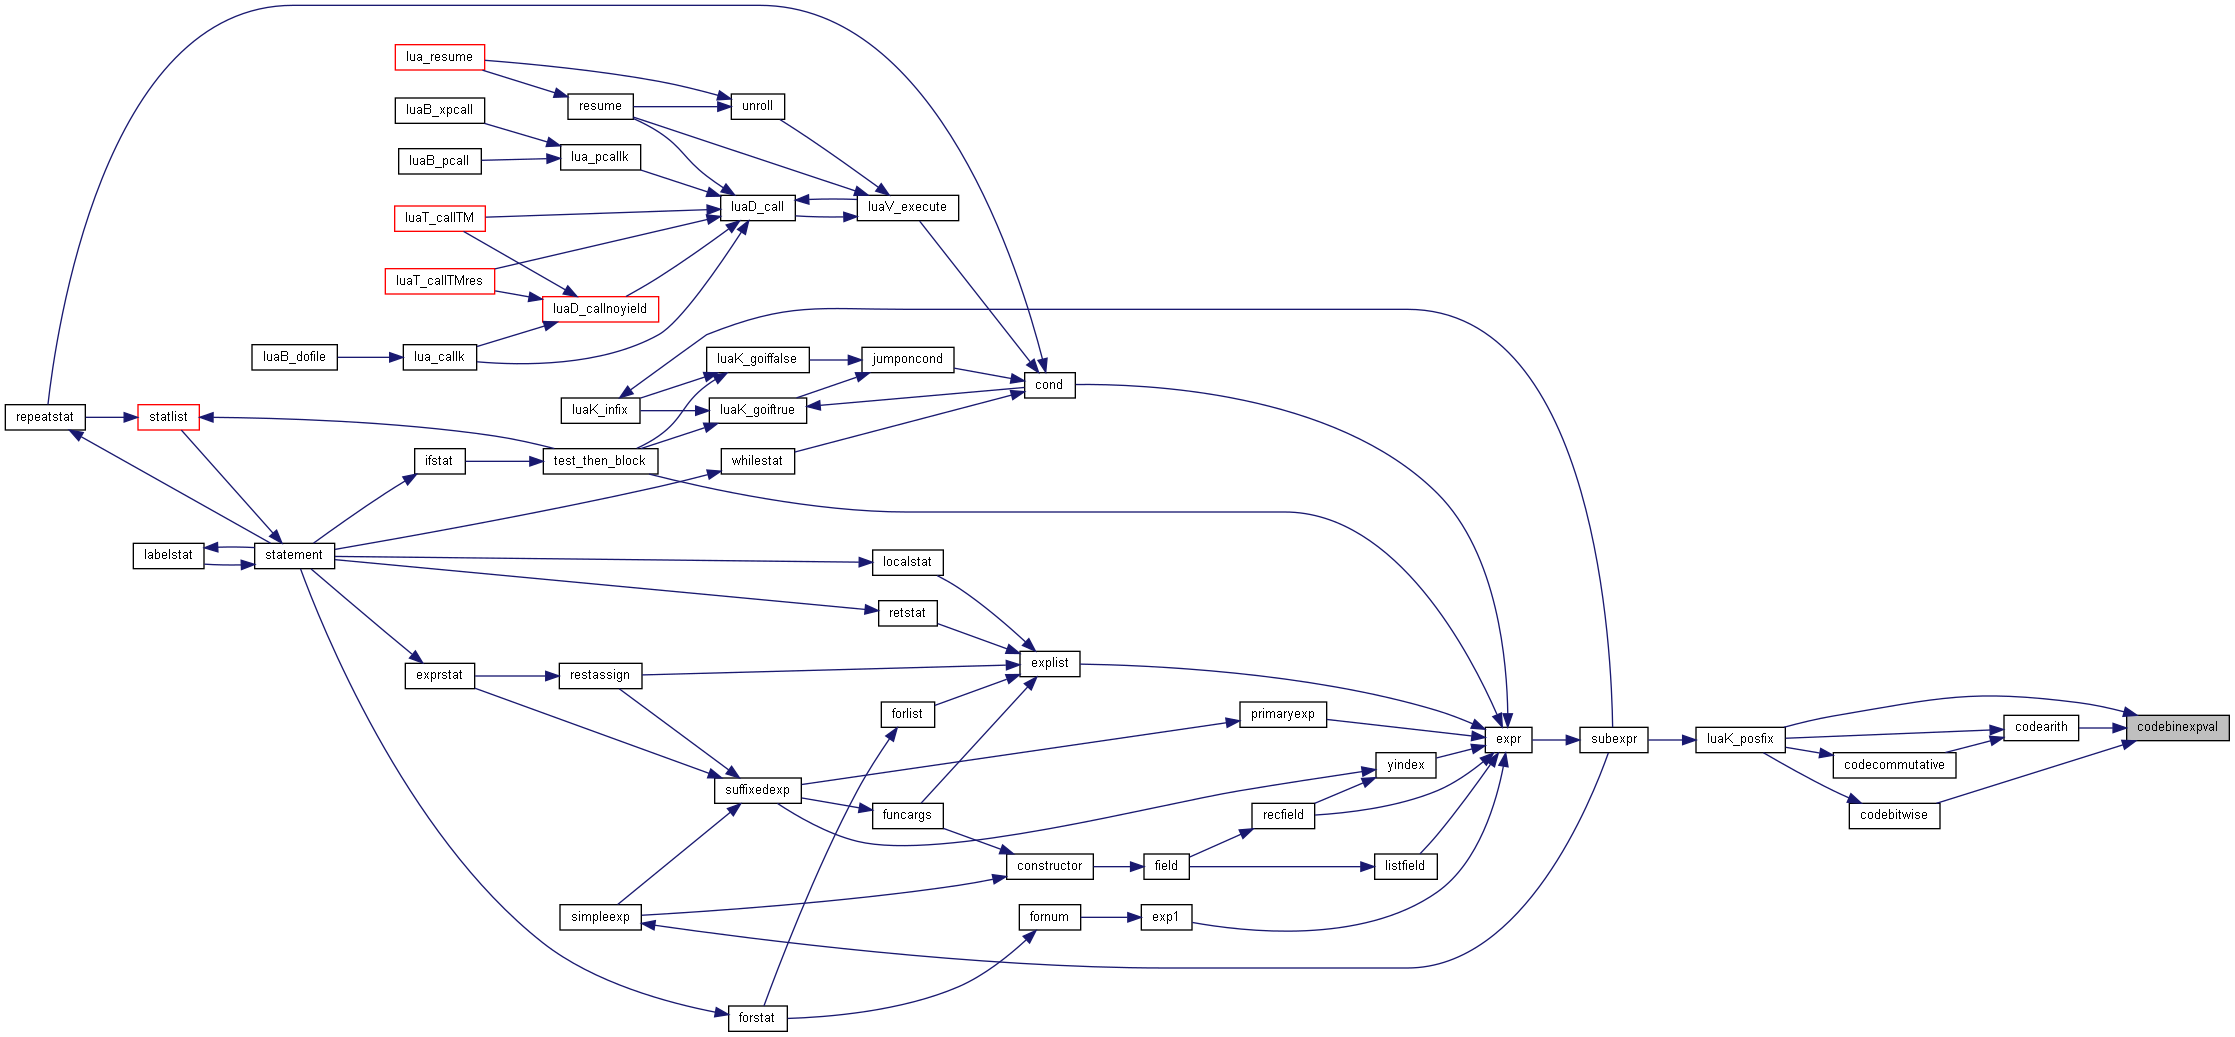 lua_resume
resume
unroll
luaB_xpcall
luaB_pcall
lua_pcallk
luaT_callTM
luaD_call
luaV_execute
luaT_callTMres
luaD_callnoyield
luaB_dofile
lua_callk
luaK_goiffalse
jumponcond
cond
repeatstat
statlist
luaK_infix
luaK_goiftrue
ifstat
test_then_block
whilestat
labelstat
statement
localstat
retstat
explist
exprstat
restassign
forlist
primaryexp
expr
subexpr
luaK_posfix
codearith
codebinexpval
codecommutative
yindex
suffixedexp
funcargs
recfield
codebitwise
constructor
field
listfield
simpleexp
fornum
exp1
forstat